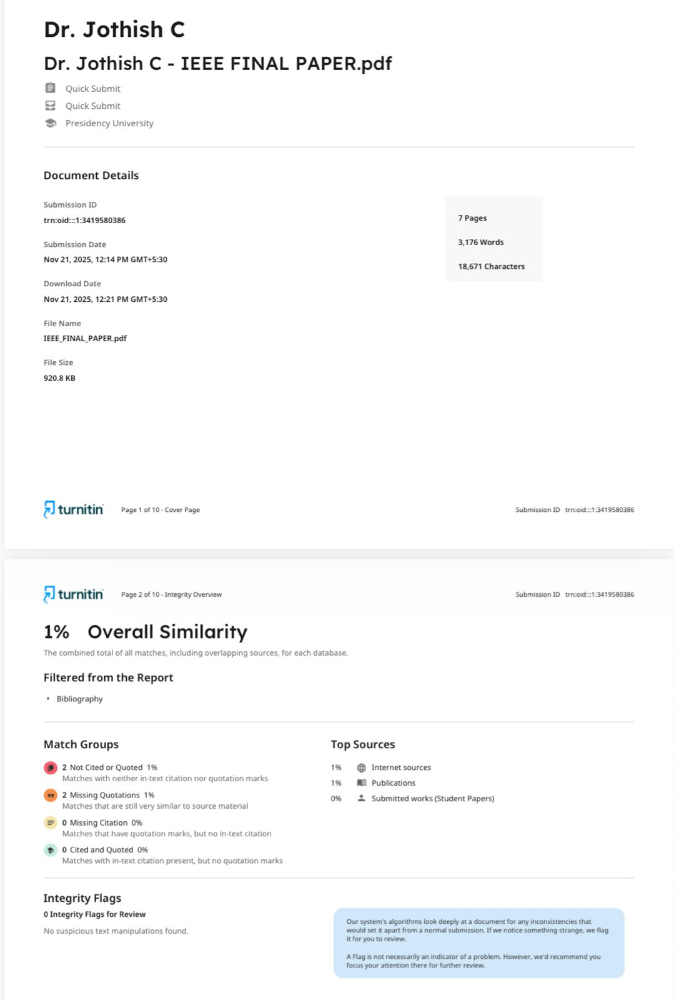 Dr. Jothish C
Dr. Jothish C - IEEE FINAL PAPER.pdf
Quick Submit
Quick Submit
Presidency University
Document Details
Submission ID
trn:oid:::1:3419580386
Submission Date
Nov 21, 2025, 12:14 PM GMT+5:30
Download Date
Nov 21, 2025, 12:21 PM GMT+5:30
File Name
IEEE_FINAL_PAPER.pdf
File Size
920.8 KB
7 Pages
3,176 Words
18,671 Characters
turnitin Page 1 of 10 - Cover Page Submission ID trn:oid:::1:3419580386
turnitin Page 2 of 10 - Integrity Overview Submission ID trn:oid:::1:3419580386
1% Overall Similarity
The combined total of all matches, including overlapping sources, for each database.
Filtered from the Report
Bibliography
Match Groups
2 Not Cited or Quoted 1%
Matches with neither in-text citation nor quotation marks
2 Missing Quotations 1%
Matches that are still very similar to source material
0 Missing Citation 0%
Matches that have quotation marks, but no in-text citation
0 Cited and Quoted 0%
Matches with in-text citation present, but no quotation marks
Top Sources
1% Internet sources
1% Publications
0% Submitted works (Student Papers)
Integrity Flags
0 Integrity Flags for Review
No suspicious text manipulations found.
Our system's algorithms look deeply at a document for any inconsistencies that
would set it apart from a normal submission. If we notice something strange, we flag
it for you to review.
A Flag is not necessarily an indicator of a problem. However, we'd recommend you
focus your attention there for further review.